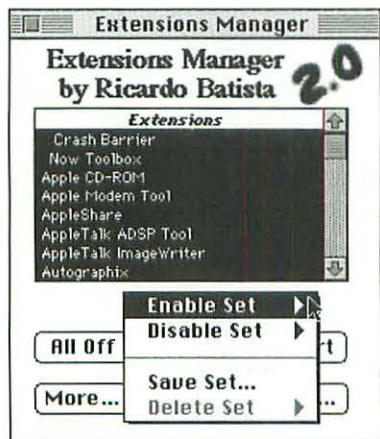 Extensions Manager
Extensions Manager
by Ricardo Batista
2.0
Extensions
Crash Barrier
Now Toolbox
Apple CD-ROM
Apple Modem Tool
AppleShare
AppleTalk ADSP Tool
AppleTalk ImageWriter
Autographix
Enable Set
Disable Set
All Off
t
Save Set...
More...
...
Delete Set